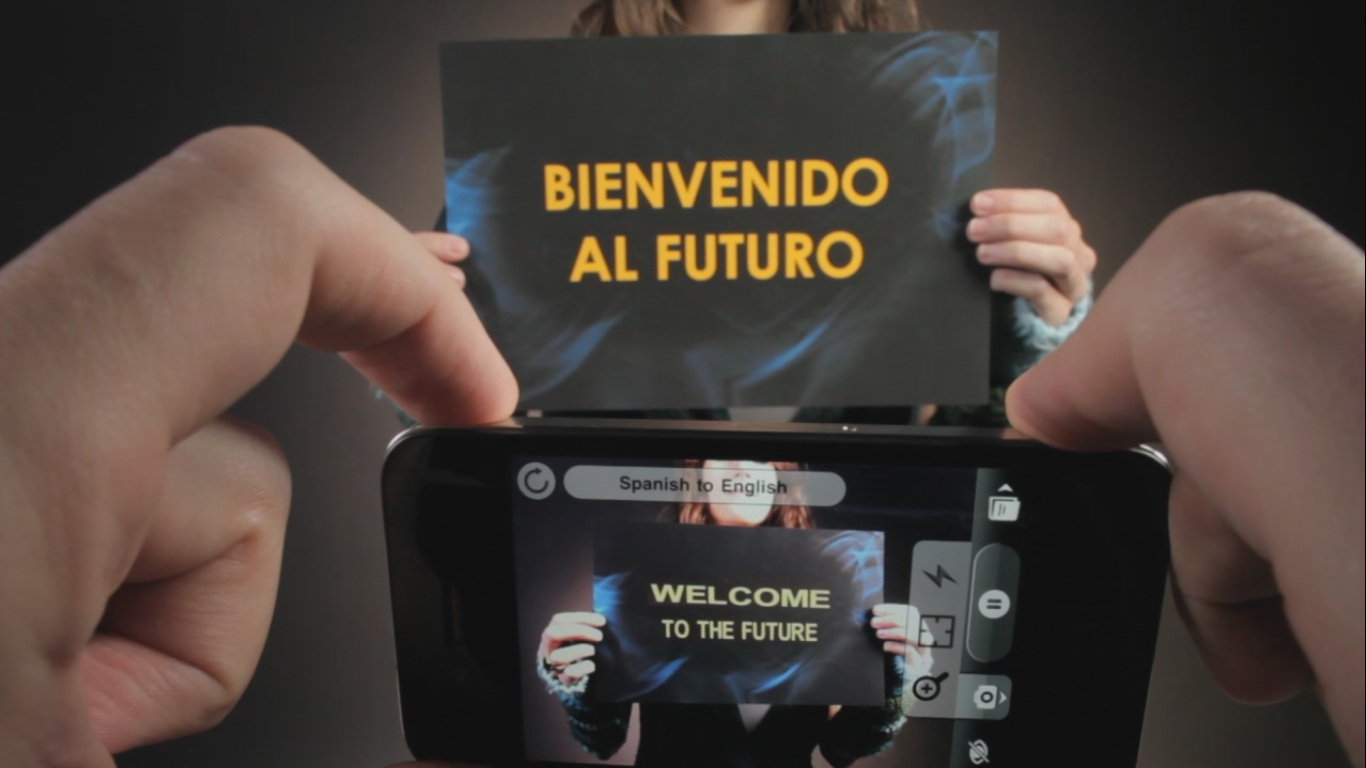 BIENVENIDO
AL FUTURO
Spanish to English
WELCOME
TO THE FUTURE